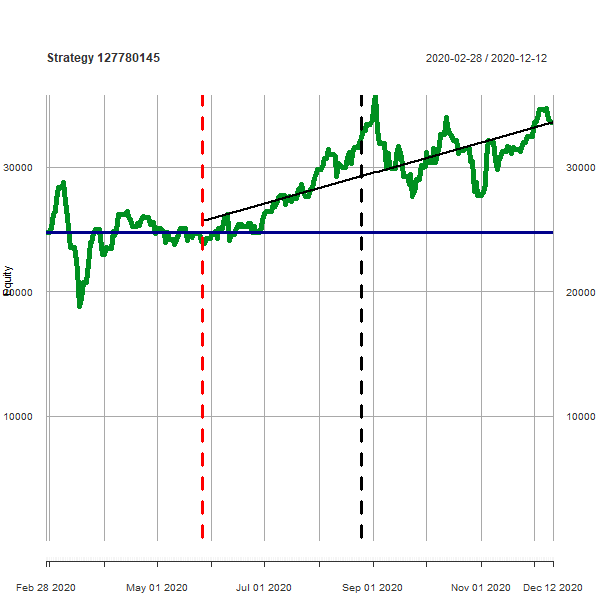 Strategy 127780145
2020-02-28 / 2020-12-12
30000
30000
Equity
20000
20000
10000
10000
Feb 28 2020
May 01 2020
Jul 01 2020
Sep 01 2020
Nov 01 2020
Dec 12 2020